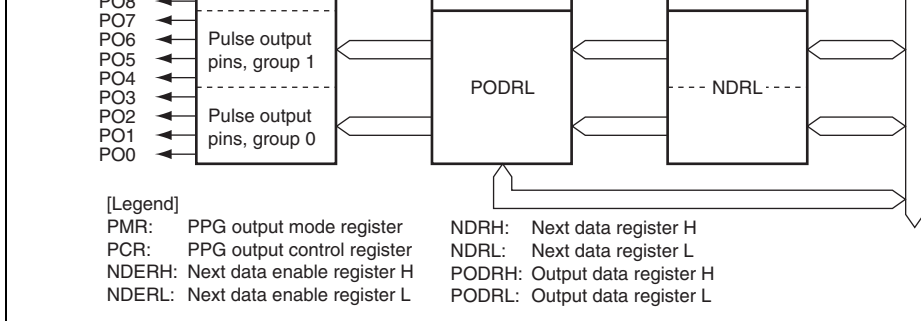 PO8
PO7
PO6
PO5
PO4
PO3
PO2
PO1
PO0
Pulse output
pins, group 1
Pulse output
pins, group 0
PODRL
NDRL
[Legend]
PMR: PPG output mode register
PCR: PPG output control register
NDERH: Next data enable register H
NDERL: Next data enable register L
NDRH: Next data register H
NDRL: Next data register L
PODRH: Output data register H
PODRL: Output data register L